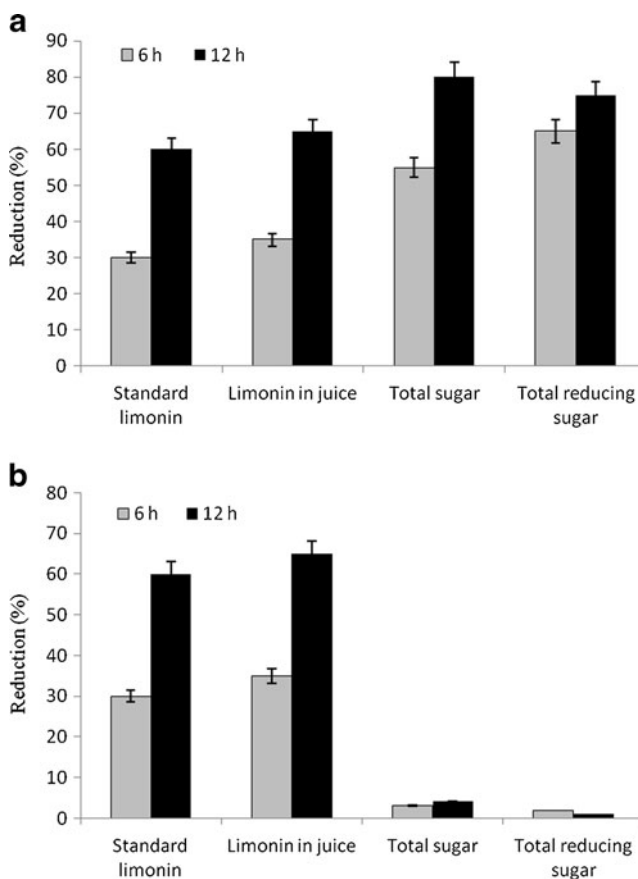 a
6 h 12 h
90
80
70
60
50
40
30
20
10
0
Reduction (%)
Standard limonin
Limonin in juice
Total sugar
Total reducing sugar
b
6 h 12 h
80
70
60
50
40
30
20
10
0
Reduction (%)
Standard limonin
Limonin in juice
Total sugar
Total reducing sugar